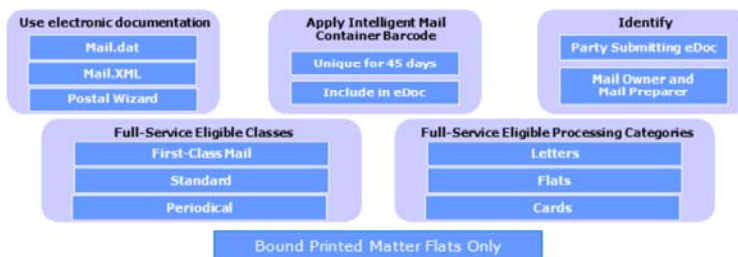 Use electronic documentation
Mail.dat
Mail.XML
Postal Wizard
Apply Intelligent Mail
Container Barcode
Unique for 45 days
Include in eDoc
Identify
Party Submitting eDoc
Mail Owner and
Mail Preparer
Full-Service Eligible Classes
First-Class Mail
Standard
Periodical
Full-Service Eligible Processing Categories
Letters
Flats
Cards
Bound Printed Matter Flats Only